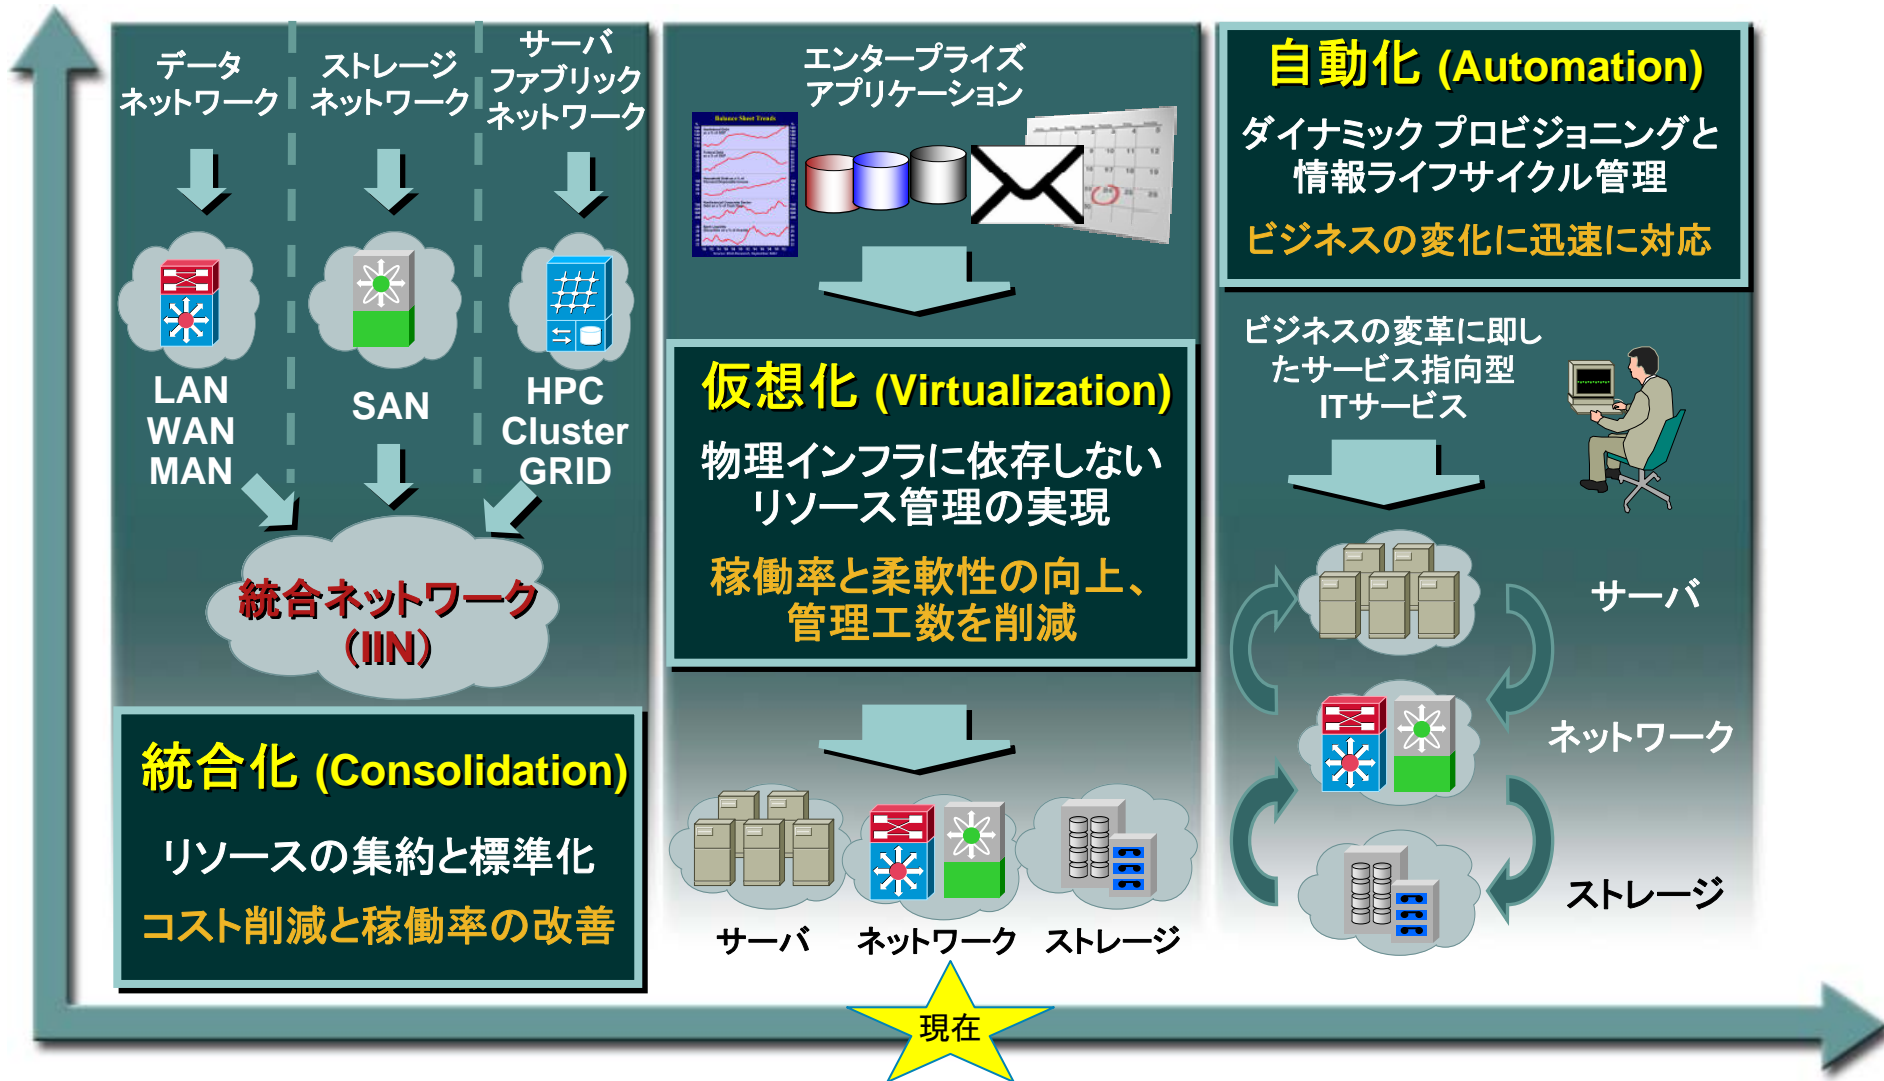 データ
ネットワーク
ストレージ
ネットワーク
サーバ
ファブリック
ネットワーク
LAN
WAN
MAN
SAN
HPC
Cluster
GRID
統合ネットワーク
（IIN）
統合化 (Consolidation)
リソースの集約と標準化
コスト削減と稼働率の改善
エンタープライズ
アプリケーション
Balance Sheet Trends
仮想化 (Virtualization)
物理インフラに依存しない
リソース管理の実現
稼働率と柔軟性の向上、
管理工数を削減
サーバ
ネットワーク
ストレージ
現在
自動化 (Automation)
ダイナミック プロビジョニングと
情報ライフサイクル管理
ビジネスの変化に迅速に対応
ビジネスの変革に即し
たサービス指向型
ITサービス
サーバ
ネットワーク
ストレージ